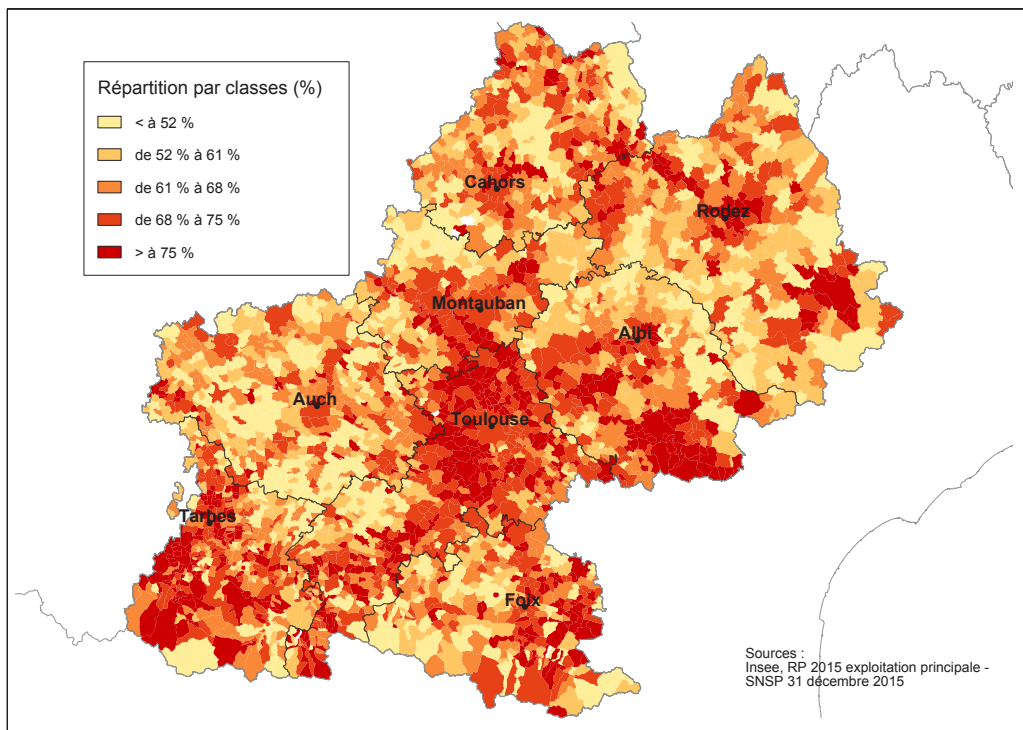 Répartition par classes (%)
< à 52 %
de 52 % à 61 %
de 61 % à 68 %
de 68 % à 75 %
> à 75 %
Cahors
Rodez
Montauban
Albi
Auch
Toulouse
Tarbes
Foix
Sources :
Insee, RP 2015 exploitation principale -
SNSP 31 décembre 2015